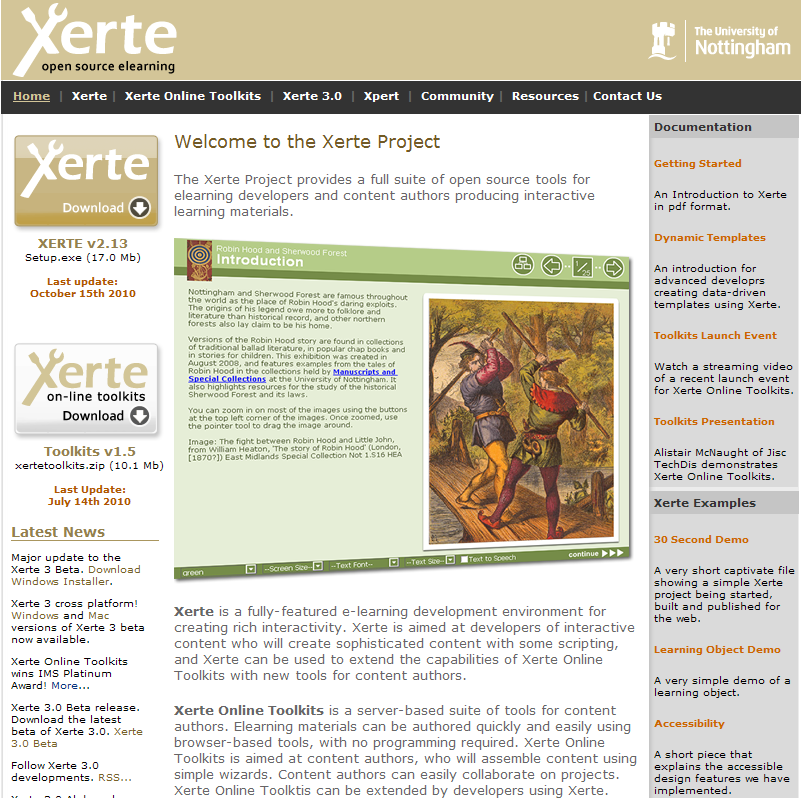 Xerte
open source elearning
The University of
Nottingham
Home | Xerte | Xerte Online Toolkits | Xerte 3.0 | Xpert | Community | Resources | Contact Us
Xerte
Download
XERTE v2.13
Setup.exe (17.0 Mb)
Last update:
October 15th 2010
Xerte
on-line toolkits
Download
Toolkits v1.5
xertetoolkits.zip (10.1 Mb)
Last Update:
July 14th 2010
Latest News
Major update to the
Xerte 3 Beta. Download
Windows Installer.
Xerte 3 cross platform!
Windows and Mac
versions of Xerte 3 beta
now available.
Xerte Online Toolkits
wins IMS Platinum
Award! More...
Xerte 3.0 Beta release.
Download the latest
beta of Xerte 3.0. Xerte
3.0 Beta
Follow Xerte 3.0
developments. RSS...
Welcome to the Xerte Project
The Xerte Project provides a full suite of open source tools for
elearning developers and content authors producing interactive
learning materials.
Robin Hood and Sherwood Forest
Introduction
1/25
Nottingham and Sherwood Forest are famous throughout
the world as the place of Robin Hood's daring exploits.
The origins of his legend owe more to folklore and
literature than historical record, and other northern
forests also lay claim to be his home.
Versions of the Robin Hood story are found in collections
of traditional ballad literature, in popular chap books and
in stories for children. This exhibition was created in
August 2008, and features examples from the tales of
Robin Hood in the collections held by Manuscripts and
Special Collections at the University of Nottingham. It
also highlights resources for the study of the historical
Sherwood Forest and its laws.
You can zoom in on most of the images using the buttons
at the top left corner of the images. Once zoomed, use
the pointer tool to drag the image around.
Image: The fight between Robin Hood and Little John,
from William Heaton, 'The story of Robin Hood' (London,
[1870?]) East Midlands Special Collection Not 1.S16 HEA
green --Screen Size-- --Text Font-- --Text Size-- Text to Speech continue
Xerte is a fully-featured e-learning development environment for
creating rich interactivity. Xerte is aimed at developers of interactive
content who will create sophisticated content with some scripting,
and Xerte can be used to extend the capabilities of Xerte Online
Toolkits with new tools for content authors.
Xerte Online Toolkits is a server-based suite of tools for content
authors. Elearning materials can be authored quickly and easily using
browser-based tools, with no programming required. Xerte Online
Toolkits is aimed at content authors, who will assemble content using
simple wizards. Content authors can easily collaborate on projects.
Xerte Online Toolktis can be extended by developers using Xerte.
Documentation
Getting Started
An Introduction to Xerte
in pdf format.
Dynamic Templates
An introduction for
advanced developrs
creating data-driven
templates using Xerte.
Toolkits Launch Event
Watch a streaming video
of a recent launch event
for Xerte Online Toolkits.
Toolkits Presentation
Alistair McNaught of Jisc
TechDis demonstrates
Xerte Online Toolkits.
Xerte Examples
30 Second Demo
A very short captivate file
showing a simple Xerte
project being started,
built and published for
the web.
Learning Object Demo
A very simple demo of a
learning object.
Accessibility
A short piece that
explains the accessible
design features we have
implemented.